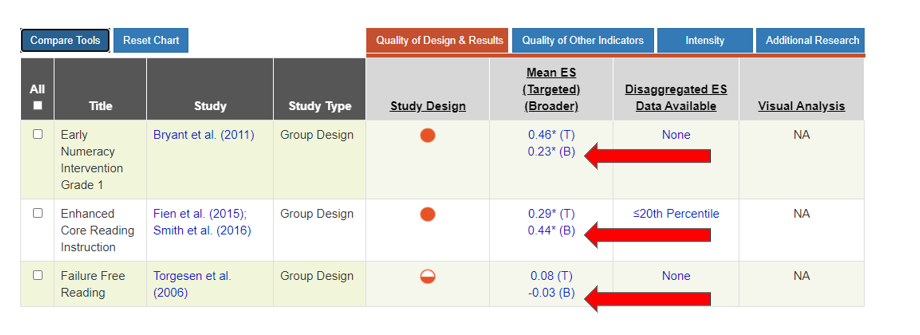 Compare Tools Reset Chart Quality of Design & Results Quality of Other Indicators Intensity Additional Research
All Title Study Study Type Study Design Mean ES (Targeted) (Broader) Disaggregated ES Data Available Visual Analysis
Early Numeracy Intervention Grade 1 Bryant et al. (2011) Group Design 0.46* (T) 0.23* (B) None NA
Enhanced Core Reading Instruction Fien et al. (2015); Smith et al. (2016) Group Design 0.29* (T) 0.44* (B) ≤20th Percentile NA
Failure Free Reading Torgesen et al. (2006) Group Design 0.08 (T) -0.03 (B) None NA